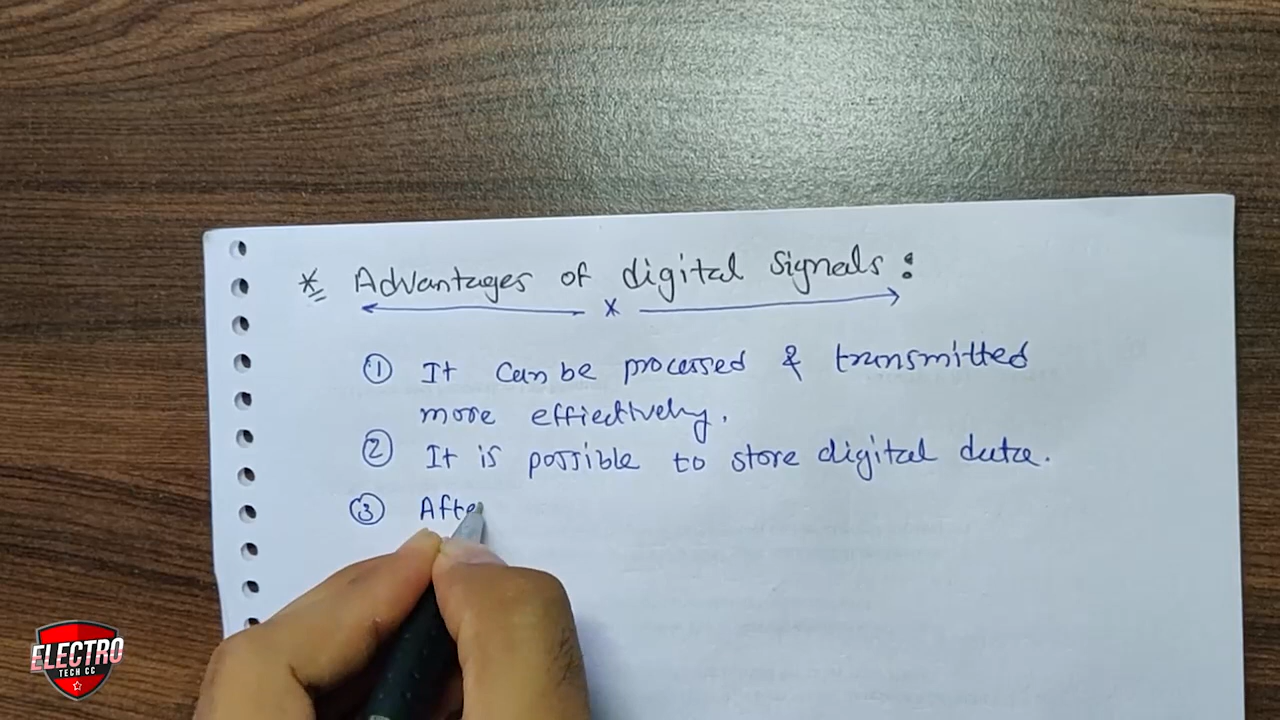 * Advantages of digital signals :
① It can be processed & transmitted
more effectively.
② It is possible to store digital data.
③ Afte
ELECTRO
TECH CC